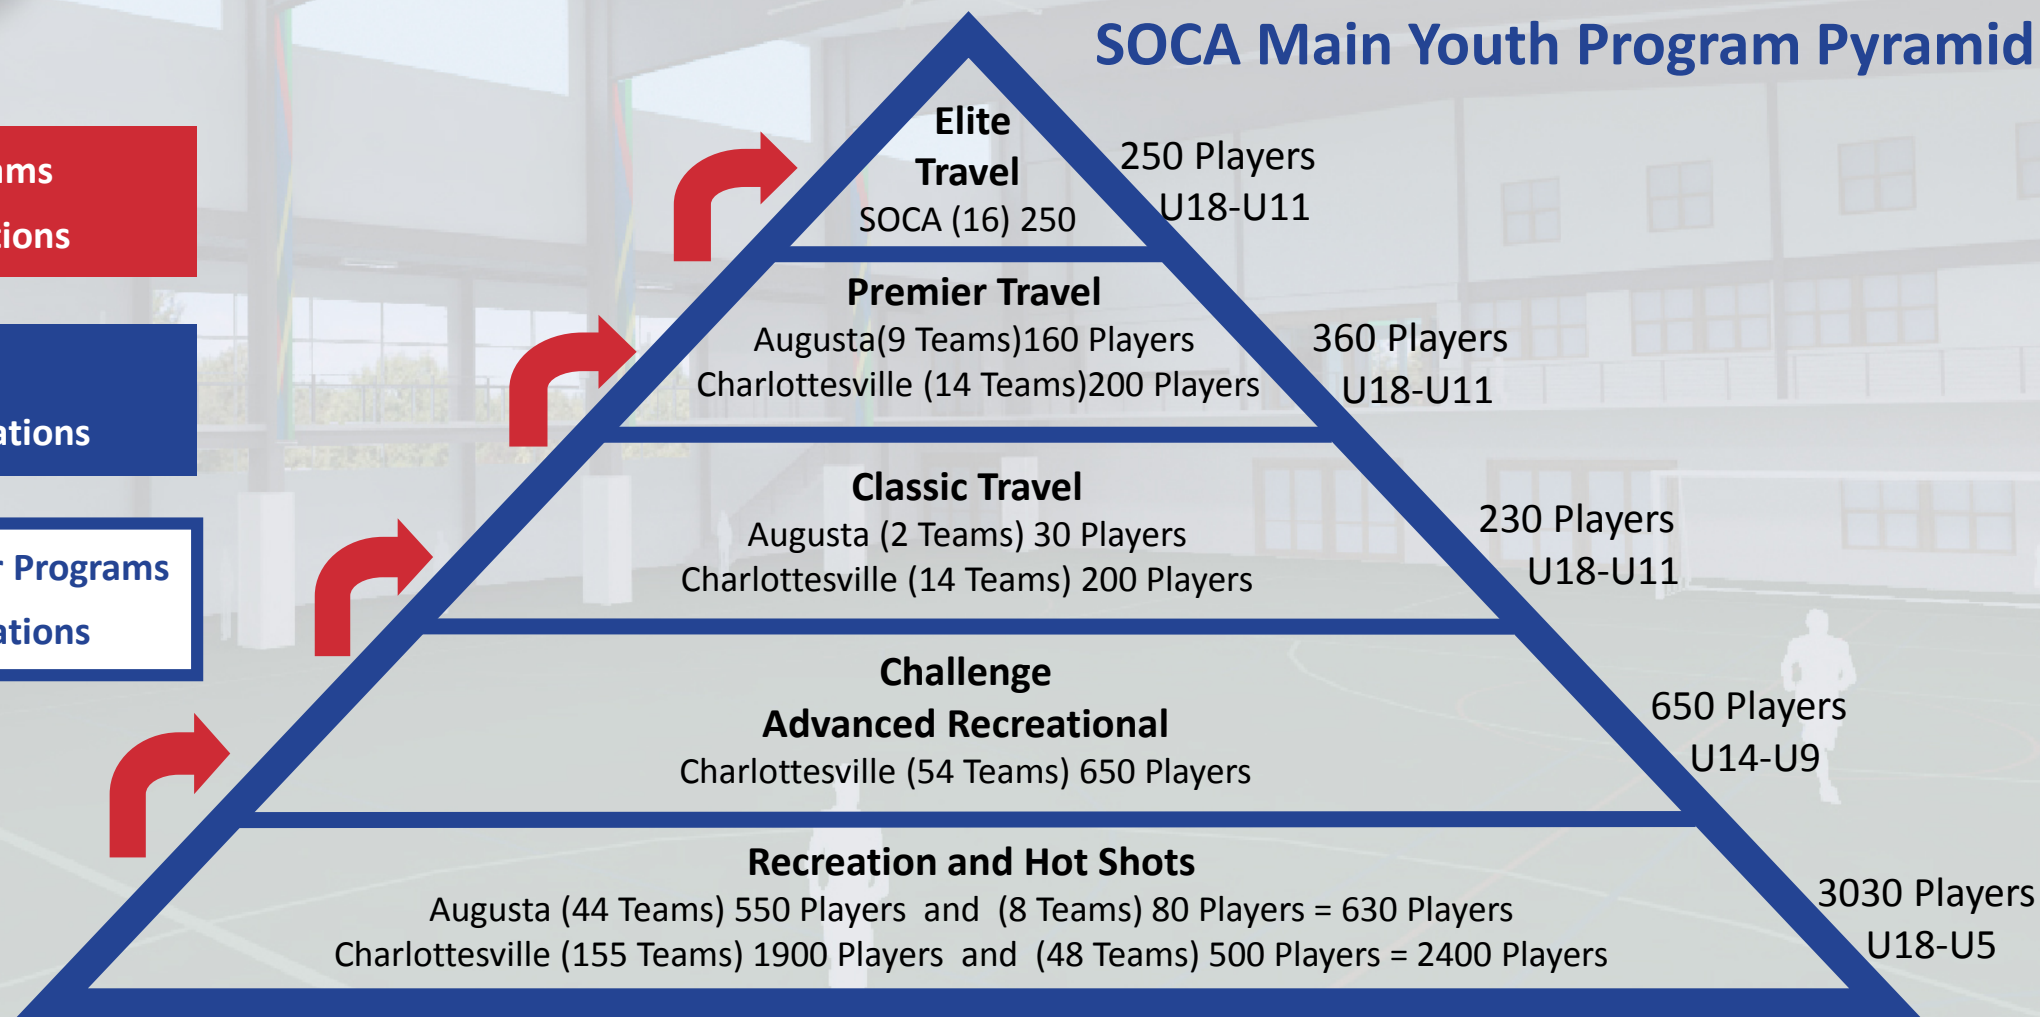 SOCA Main Youth Program Pyramid
Elite
Travel
SOCA (16) 250
250 Players
U18-U11
Premier Travel
Augusta(9 Teams)160 Players
Charlottesville (14 Teams)200 Players
360 Players
U18-U11
Classic Travel
Augusta (2 Teams) 30 Players
Charlottesville (14 Teams) 200 Players
230 Players
U18-U11
Challenge
Advanced Recreational
Charlottesville (54 Teams) 650 Players
650 Players
U14-U9
Recreation and Hot Shots
Augusta (44 Teams) 550 Players and (8 Teams) 80 Players = 630 Players
Charlottesville (155 Teams) 1900 Players and (48 Teams) 500 Players = 2400 Players
3030 Players
U18-U5
Programs